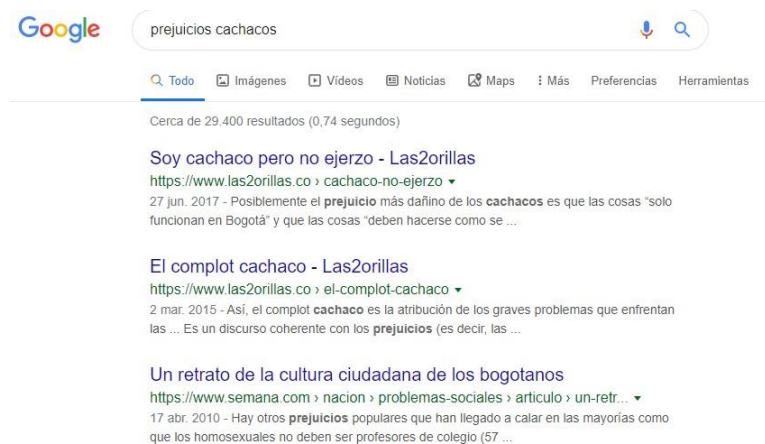 Google prejuicios cachacos
Todo Imágenes Vídeos Noticias Maps Más Preferencias Herramientas
Cerca de 29.400 resultados (0,74 segundos)
Soy cachaco pero no ejerzo - Las2orillas
https://www.las2orillas.co › cachaco-no-ejerzo
27 jun. 2017 - Posiblemente el prejuicio más dañino de los cachacos es que las cosas “solo
funcionan en Bogotá” y que las cosas “deben hacerse como se ...
El complot cachaco - Las2orillas
https://www.las2orillas.co › el-complot-cachaco
2 mar. 2015 - Así, el complot cachaco es la atribución de los graves problemas que enfrentan
las ... Es un discurso coherente con los prejuicios (es decir, las ...
Un retrato de la cultura ciudadana de los bogotanos
https://www.semana.com › nacion › problemas-sociales › articulo › un-retr...
17 abr. 2010 - Hay otros prejuicios populares que han llegado a calar en las mayorías como
que los homosexuales no deben ser profesores de colegio (57 ...